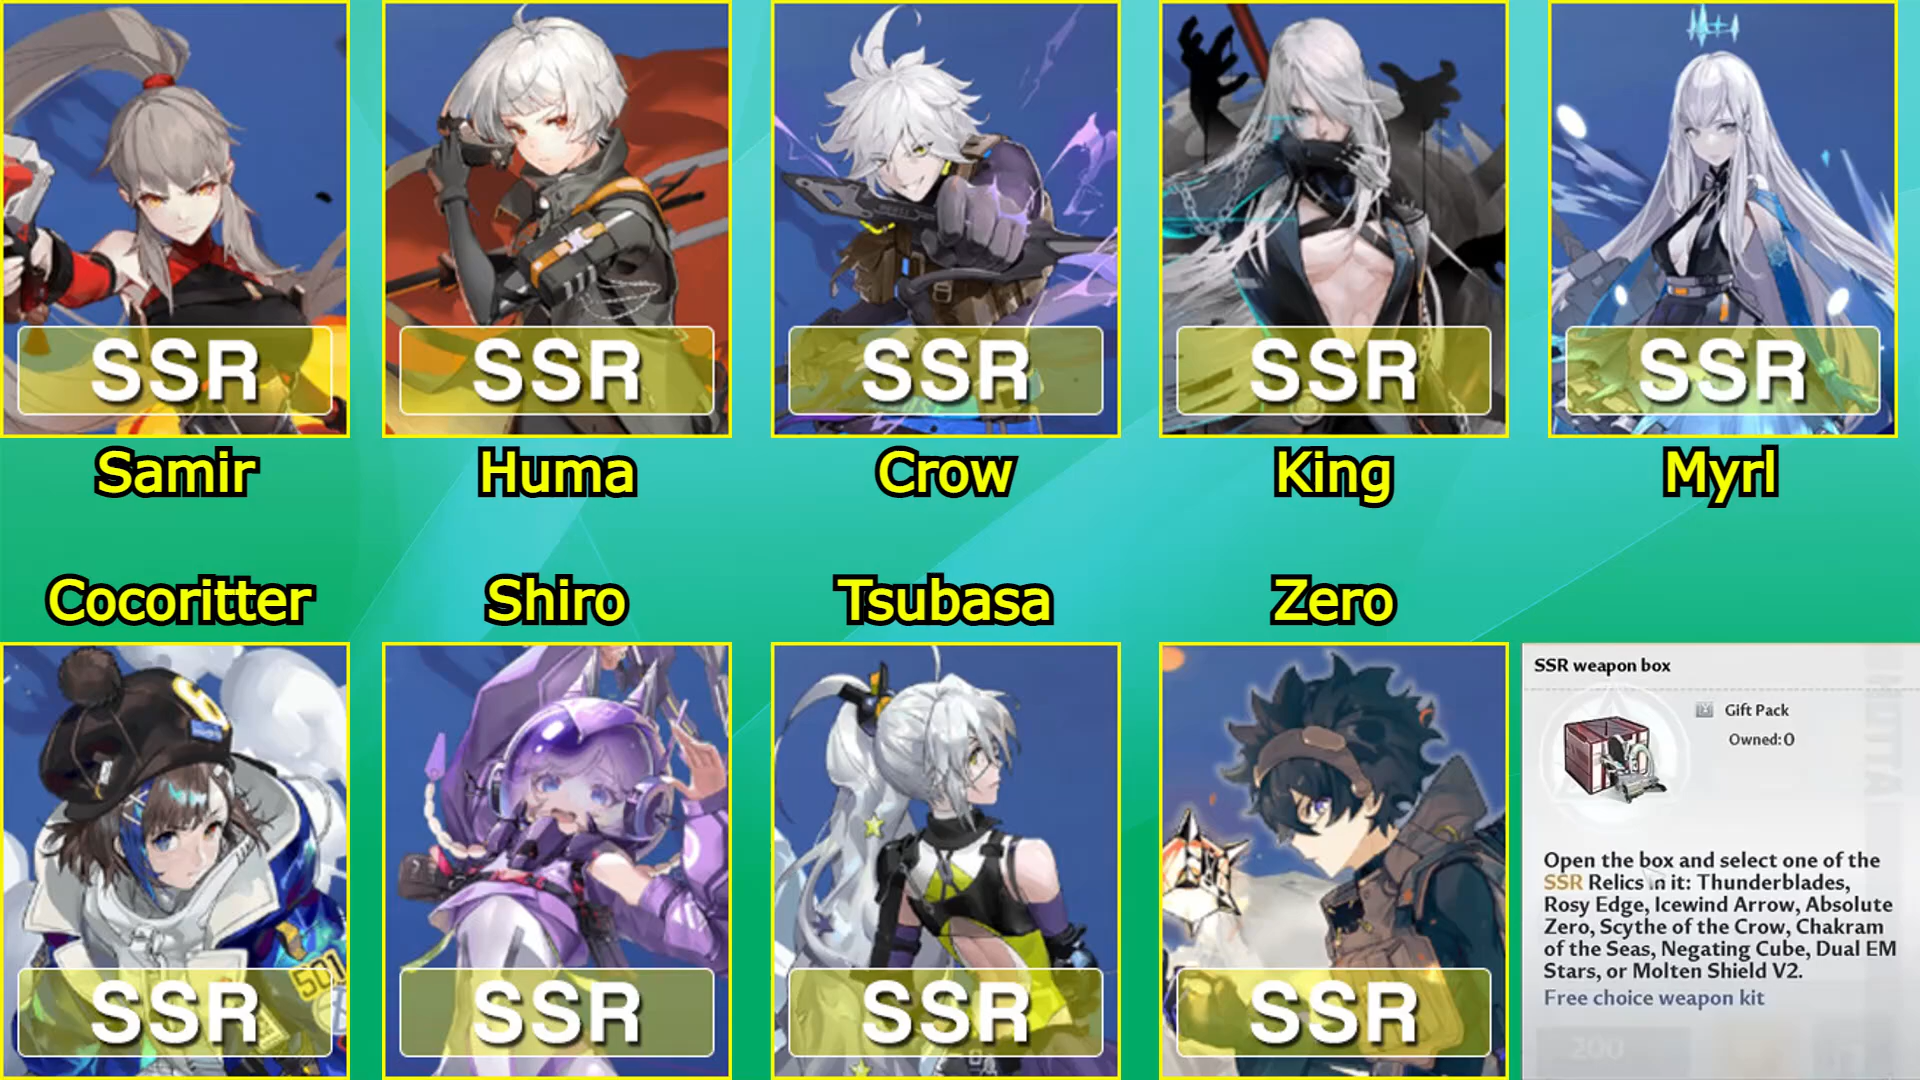 SSR
SSR
SSR
SSR
SSR
Samir
Huma
Crow
King
Myrl
Cocoritter
Shiro
Tsubasa
Zero
6
501
SSR
SSR
SSR
SSR
SSR weapon box
Gift Pack
Owned:0
Open the box and select one of the
SSR Relics in it: Thunderblades,
Rosy Edge, Icewind Arrow, Absolute
Zero, Scythe of the Crow, Chakram
of the Seas, Negating Cube, Dual EM
Stars, or Molten Shield V2.
Free choice weapon kit
200